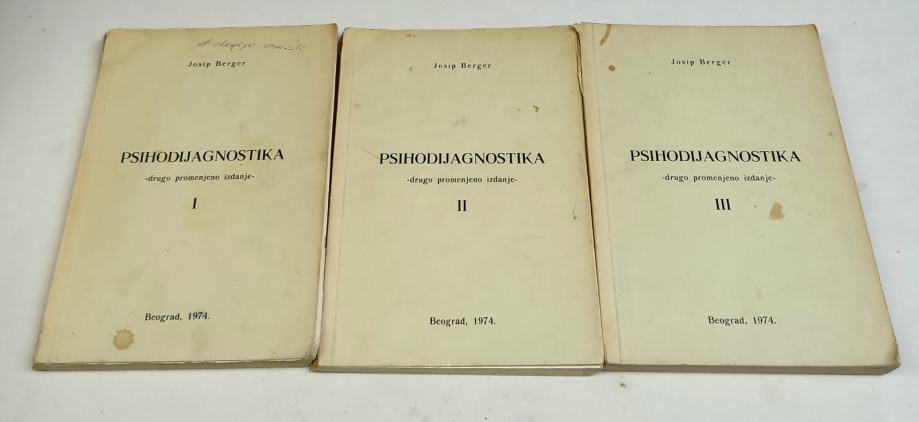 Josip Berger
PSIHODIJAGNOSTIKA
-drugo promenjeno izdanje-
I
Beograd, 1974.
Josip Berger
PSIHODIJAGNOSTIKA
-drugo promenjeno izdanje-
II
Beograd, 1974.
Josip Berger
PSIHODIJAGNOSTIKA
-drugo promenjeno izdanje-
III
Beograd, 1974.